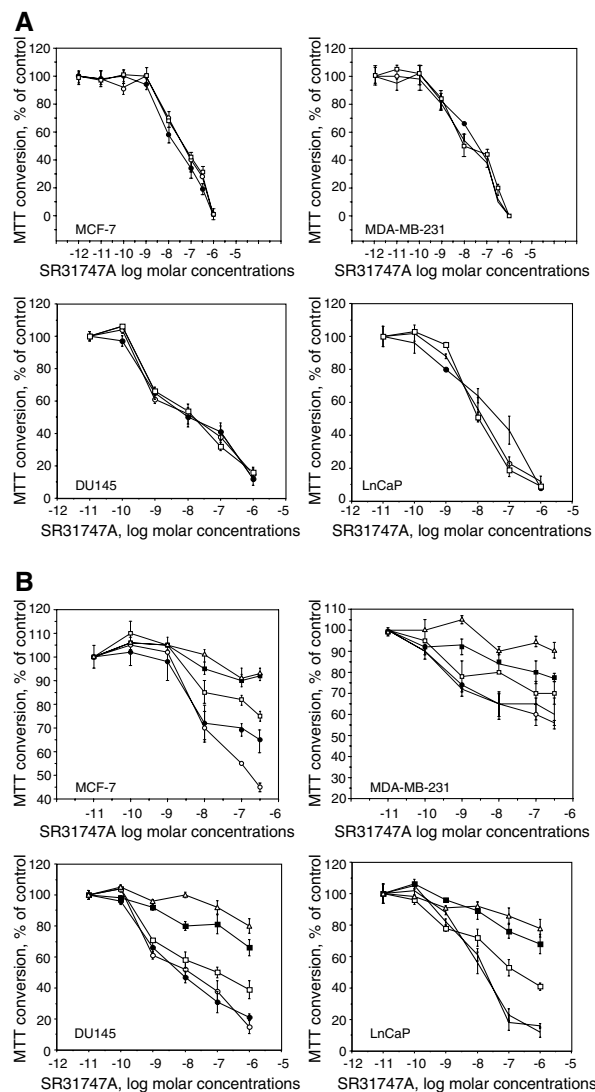 A
MTT conversion, % of control
120
100
80
60
40
20
0
MCF-7
-12 -11 -10 -9 -8 -7 -6 -5
SR31747A log molar concentrations
MTT conversion, % of control
120
100
80
60
40
20
0
MDA-MB-231
-12 -11 -10 -9 -8 -7 -6 -5
SR31747A log molar concentrations
MTT conversion, % of control
120
100
80
60
40
20
0
DU145
-12 -11 -10 -9 -8 -7 -6 -5
SR31747A, log molar concentrations
MTT conversion, % of control
120
100
80
60
40
20
0
LnCaP
-12 -11 -10 -9 -8 -7 -6 -5
SR31747A, log molar concentrations
B
MTT conversion, % of control
120
110
100
90
80
70
60
50
40
MCF-7
-12 -11 -10 -9 -8 -7 -6
SR31747A log molar concentrations
MTT conversion, % of control
110
100
90
80
70
60
50
40
30
20
MDA-MB-231
-12 -11 -10 -9 -8 -7 -6
SR31747A log molar concentrations
MTT conversion, % of control
120
100
80
60
40
20
0
DU145
-12 -11 -10 -9 -8 -7 -6 -5
SR31747A log molar concentrations
MTT conversion, % of control
120
100
80
60
40
20
0
LnCaP
-12 -11 -10 -9 -8 -7 -6 -5
SR31747A log molar concentrations